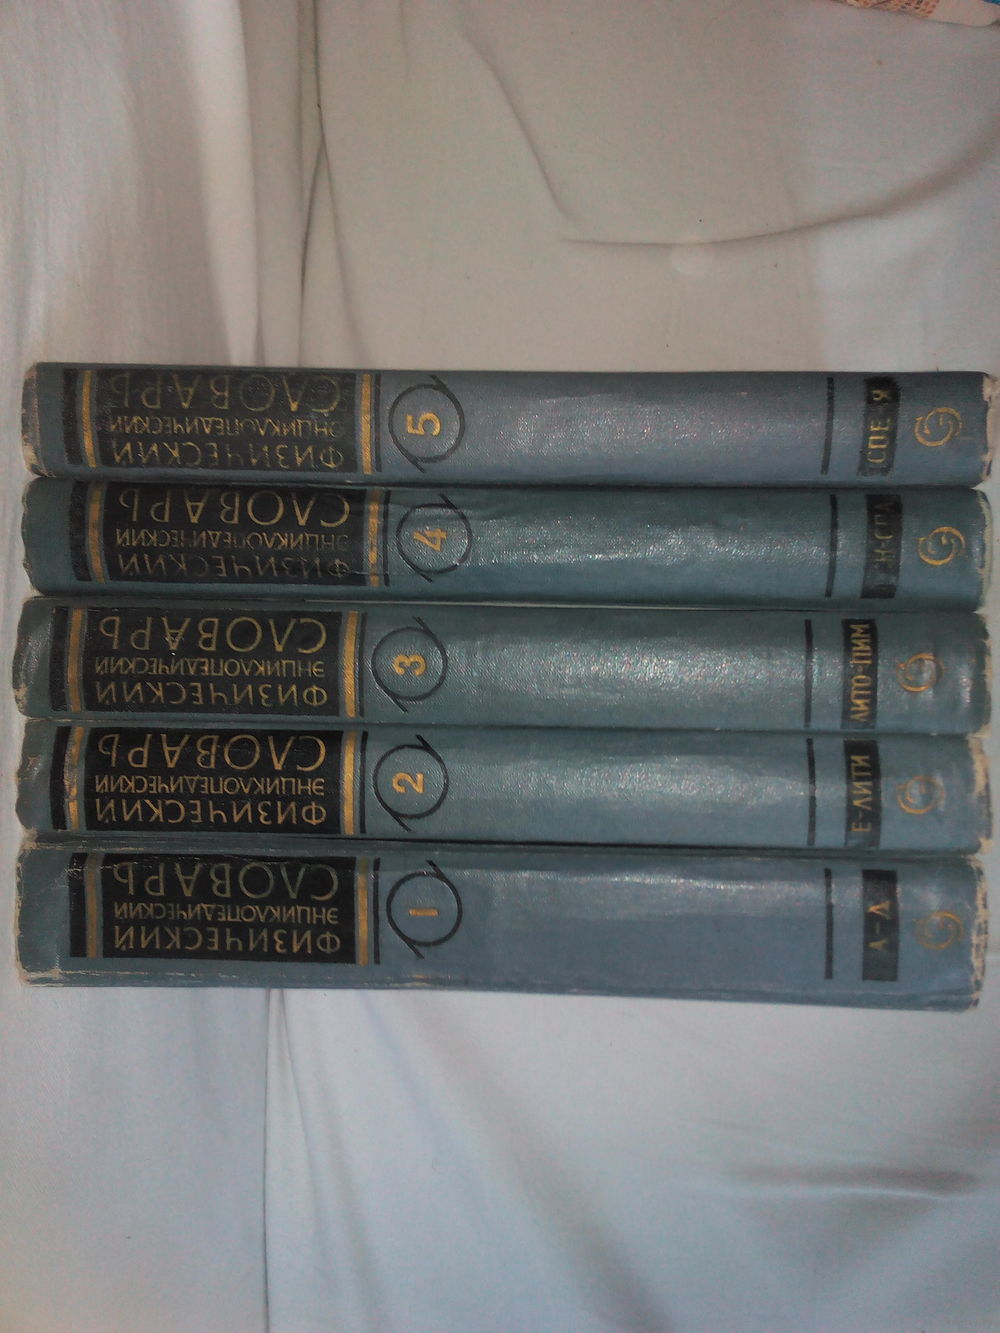 ФИЗИЧЕСКИЙ
ЭНЦИКЛОПЕДИЧЕСКИЙ
СЛОВАРЬ
5
СПЕ-Я
ФИЗИЧЕСКИЙ
ЭНЦИКЛОПЕДИЧЕСКИЙ
СЛОВАРЬ
4
ФИЗИЧЕСКИЙ
ЭНЦИКЛОПЕДИЧЕСКИЙ
СЛОВАРЬ
3
ЛИТО-ПИМ
ФИЗИЧЕСКИЙ
ЭНЦИКЛОПЕДИЧЕСКИЙ
СЛОВАРЬ
2
Е-ЛИТИ
ФИЗИЧЕСКИЙ
ЭНЦИКЛОПЕДИЧЕСКИЙ
СЛОВАРЬ
1
А-Д